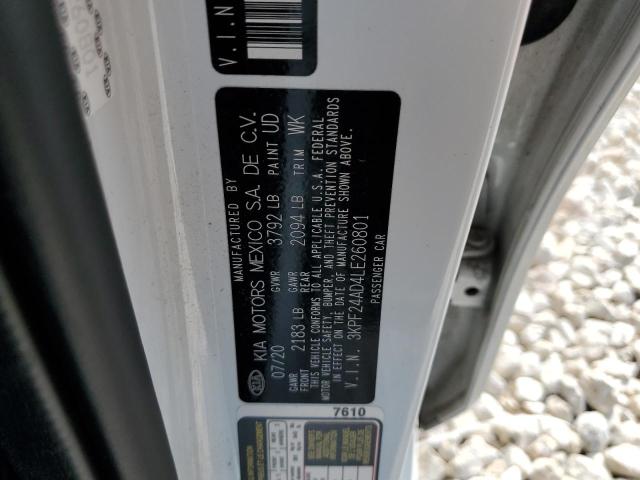 V.I.N
MANUFACTURED BY
KIA KIA MOTORS MEXICO S.A. DE C.V.
07/20 3792 LB PAINT UD
GAWR FRONT 2183 LB GAWR REAR 2094 LB TRIM WK
THIS VEHICLE CONFORMS TO ALL APPLICABLE U.S.A. FEDERAL
MOTOR VEHICLE SAFETY, BUMPER, AND THEFT PREVENTION STANDARDS
IN EFFECT ON THE DATE OF MANUFACTURE SHOWN ABOVE.
V.I.N. 3KPF24AD4LE260801
PASSENGER CAR
7610